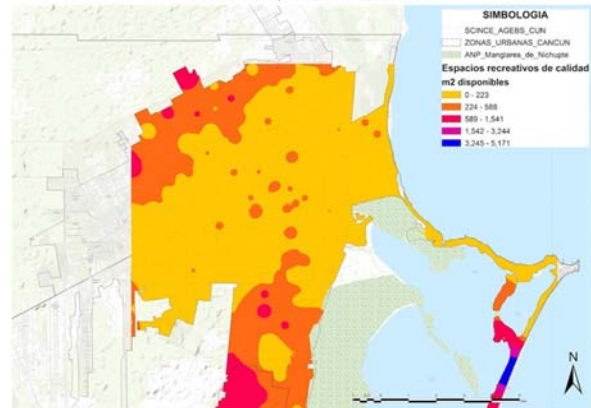 SIMBOLOGIA
SCINCE_AGEBS_CUN
ZONAS_URBANAS_CANCUN
ANP_Manglares_de_Nichupte
Espacios recreativos de calidad
m2 disponibles
0 - 223
224 - 588
589 - 1,541
1,542 - 3,244
3,245 - 5,171
N